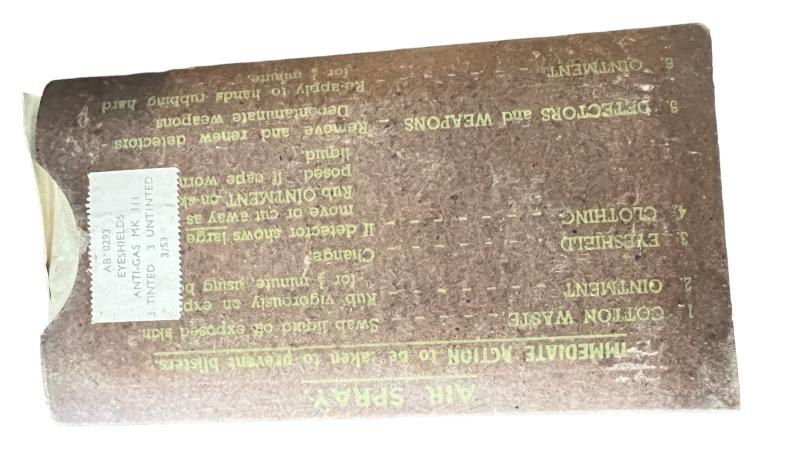 AIR SPRAY.
IMMEDIATE ACTION to be taken to prevent blisters.
1. COTTON WASTE - - - - Swab liquid off exposed skin.
2. OINTMENT - - - - Rub vigorously on
for ½ minute, using
3. EYESHIELD - - - - Change.
4. CLOTHING - - - - If detector shows large
move or cut away as
Rub OINTMENT on
posed if cape worn
liquid
5. DETECTORS and WEAPONS - Remove and renew detectors
Decontaminate weapons
6. OINTMENT - - - - Re-apply to hands rubbing hard
for ½ minute.
AB 0293
EYESHIELDS
ANTI-GAS MK III
3 TINTED 3 UNTINTED
3/53